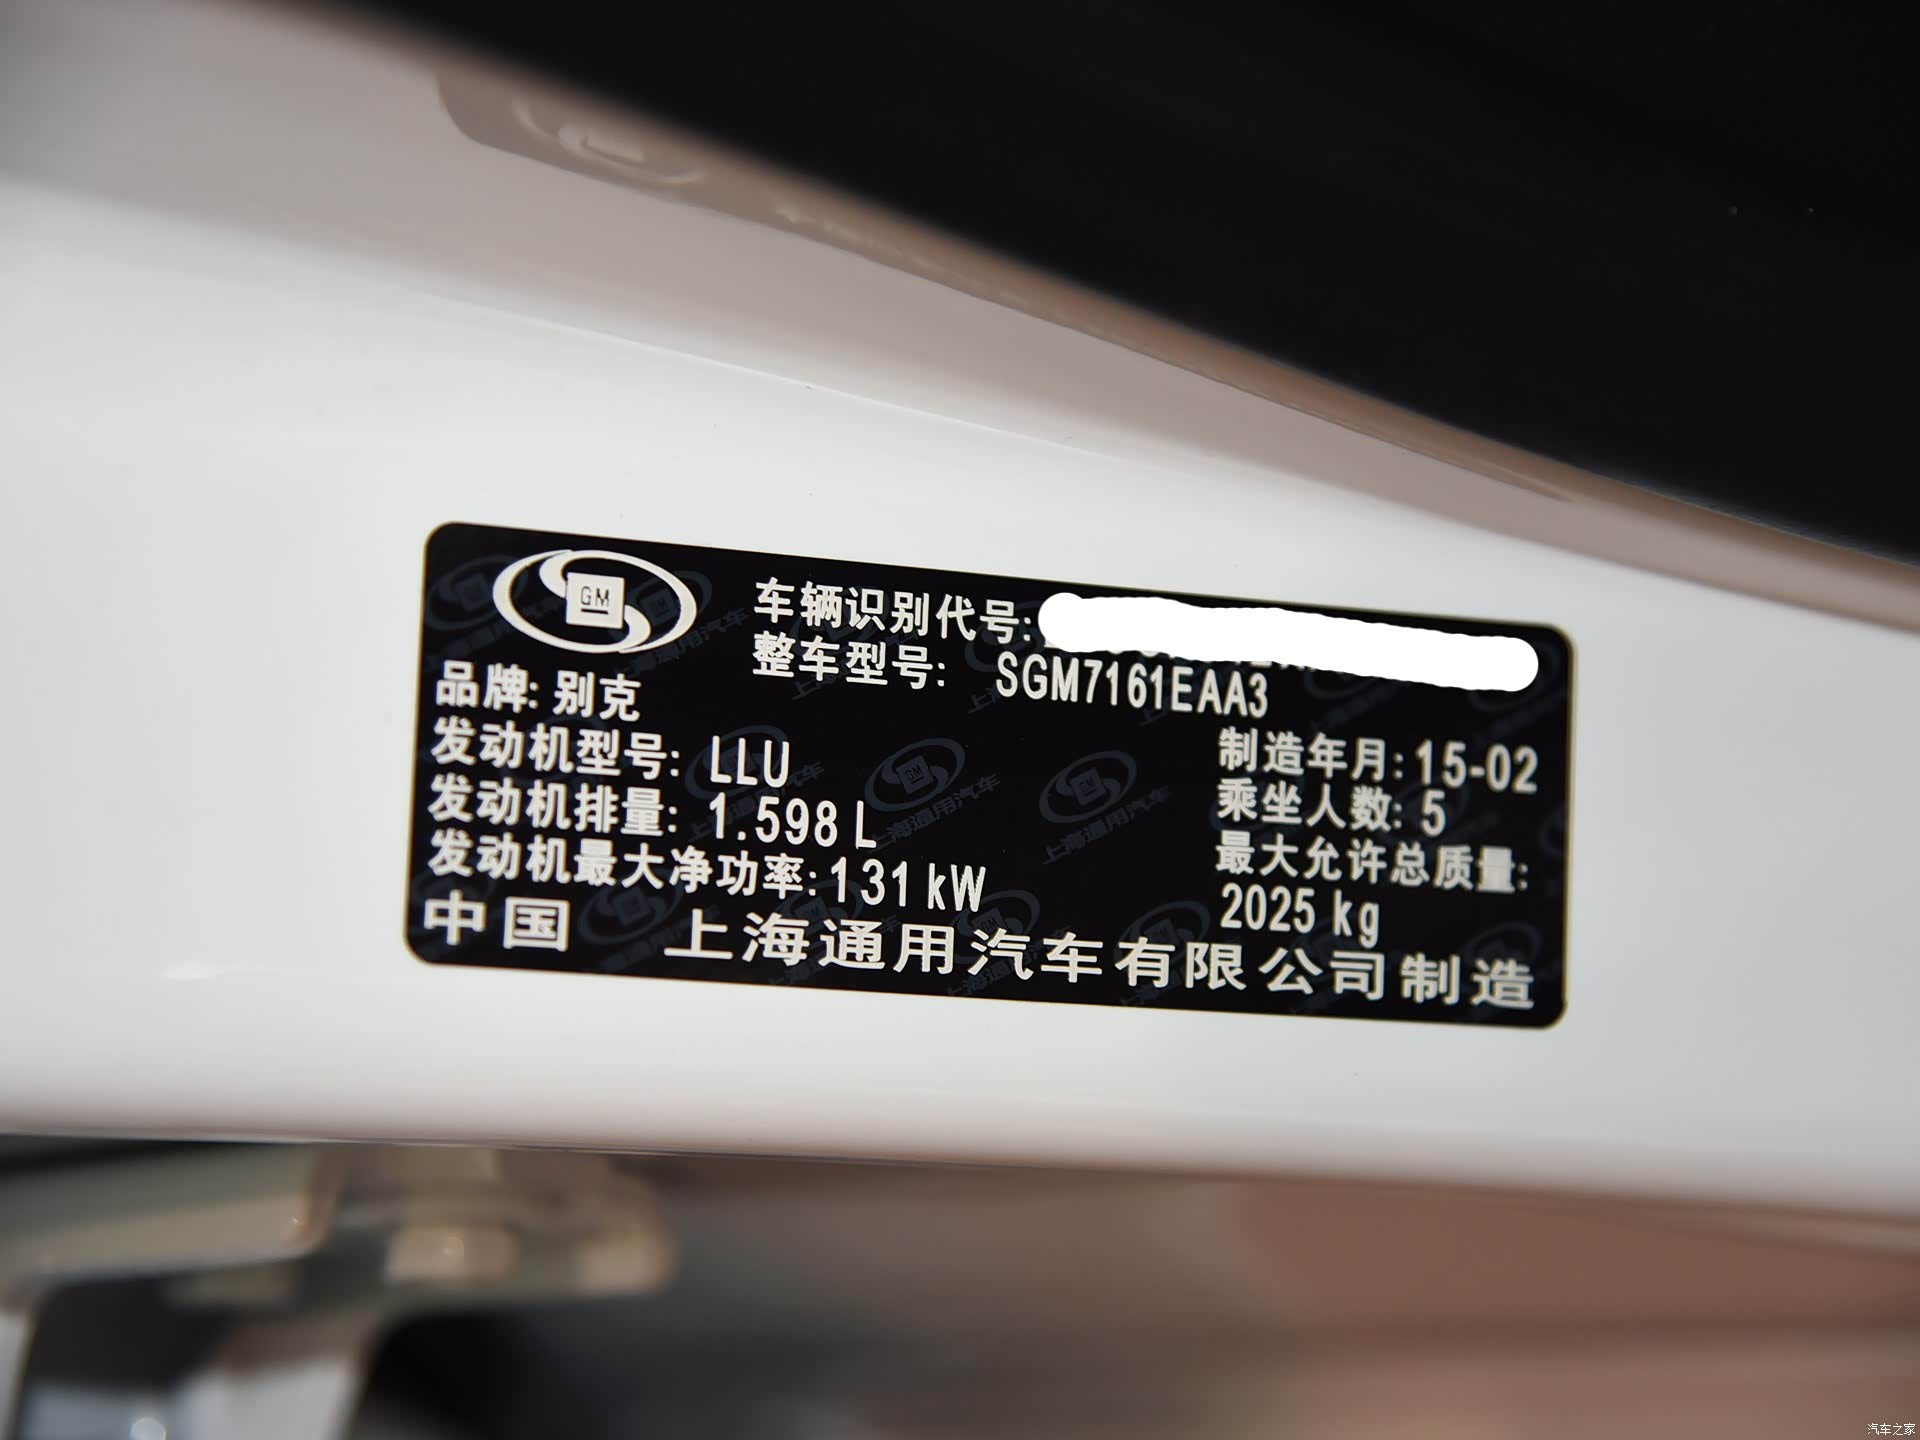 GM
车辆识别代号:
整车型号: SGM7161EAA3
品牌: 别克
发动机型号: LLU
制造年月: 15-02
发动机排量: 1.598 L
乘坐人数: 5
发动机最大净功率: 131 kW
最大允许总质量:
2025 kg
中国 上海通用汽车有限公司制造
汽车之家